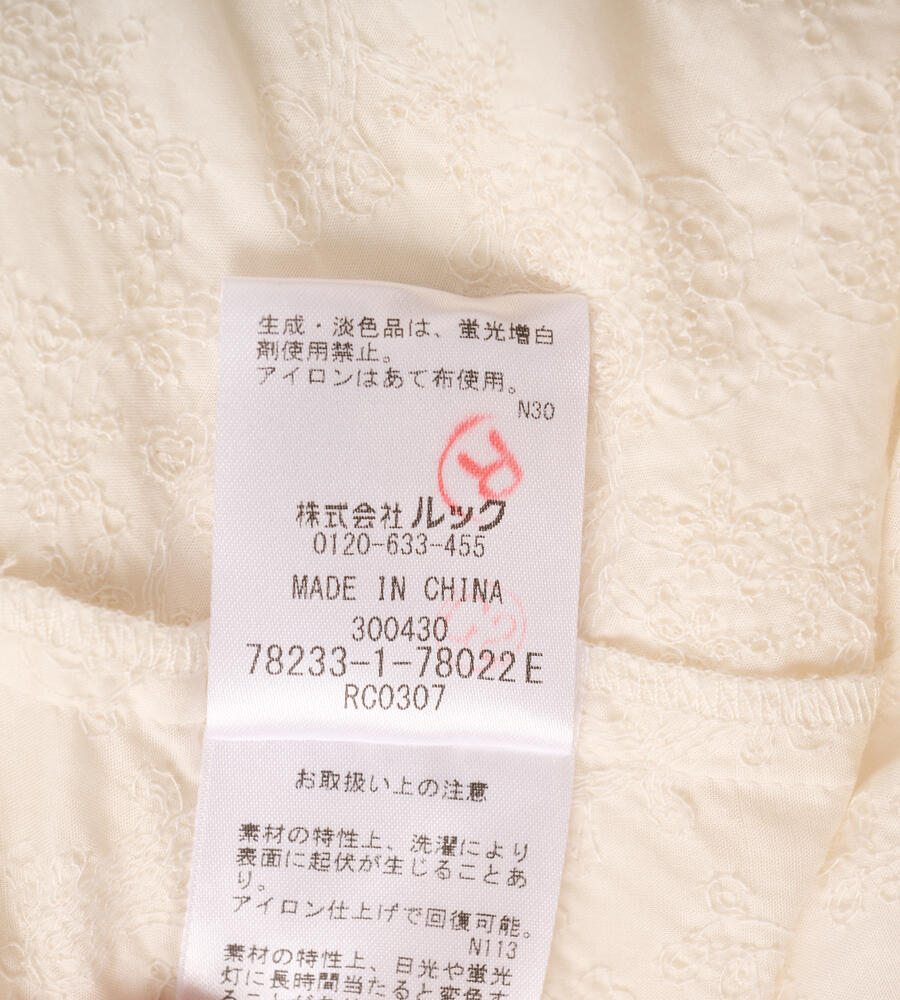 生成・淡色品は、蛍光増白
剤使用禁止。
アイロンはあて布使用。
N30
株式会社ルック
0120-633-455
MADE IN CHINA
300430
78233-1-78022E
RC0307
お取扱い上の注意
素材の特性上、洗濯により
表面に起伏が生じることあ
り。
アイロン仕上げで回復可能。
N113
素材の特性上、日光や蛍光
灯に長時間当たると変色す
ることがあ